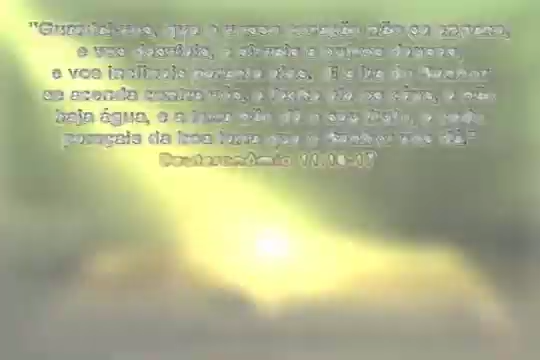 "Guardai-vos, que o vosso coração não se engane,
e vos desvieis, e sirvais a outros deuses,
e vos inclineis perante eles, E a ira do Senhor
se acenda contra vós, e feche ele os céus, e não
haja água, e a terra não dê o seu fruto, e cedo
pereçais da boa terra que o Senhor vos dá."
Deuteronômio 11.16-17